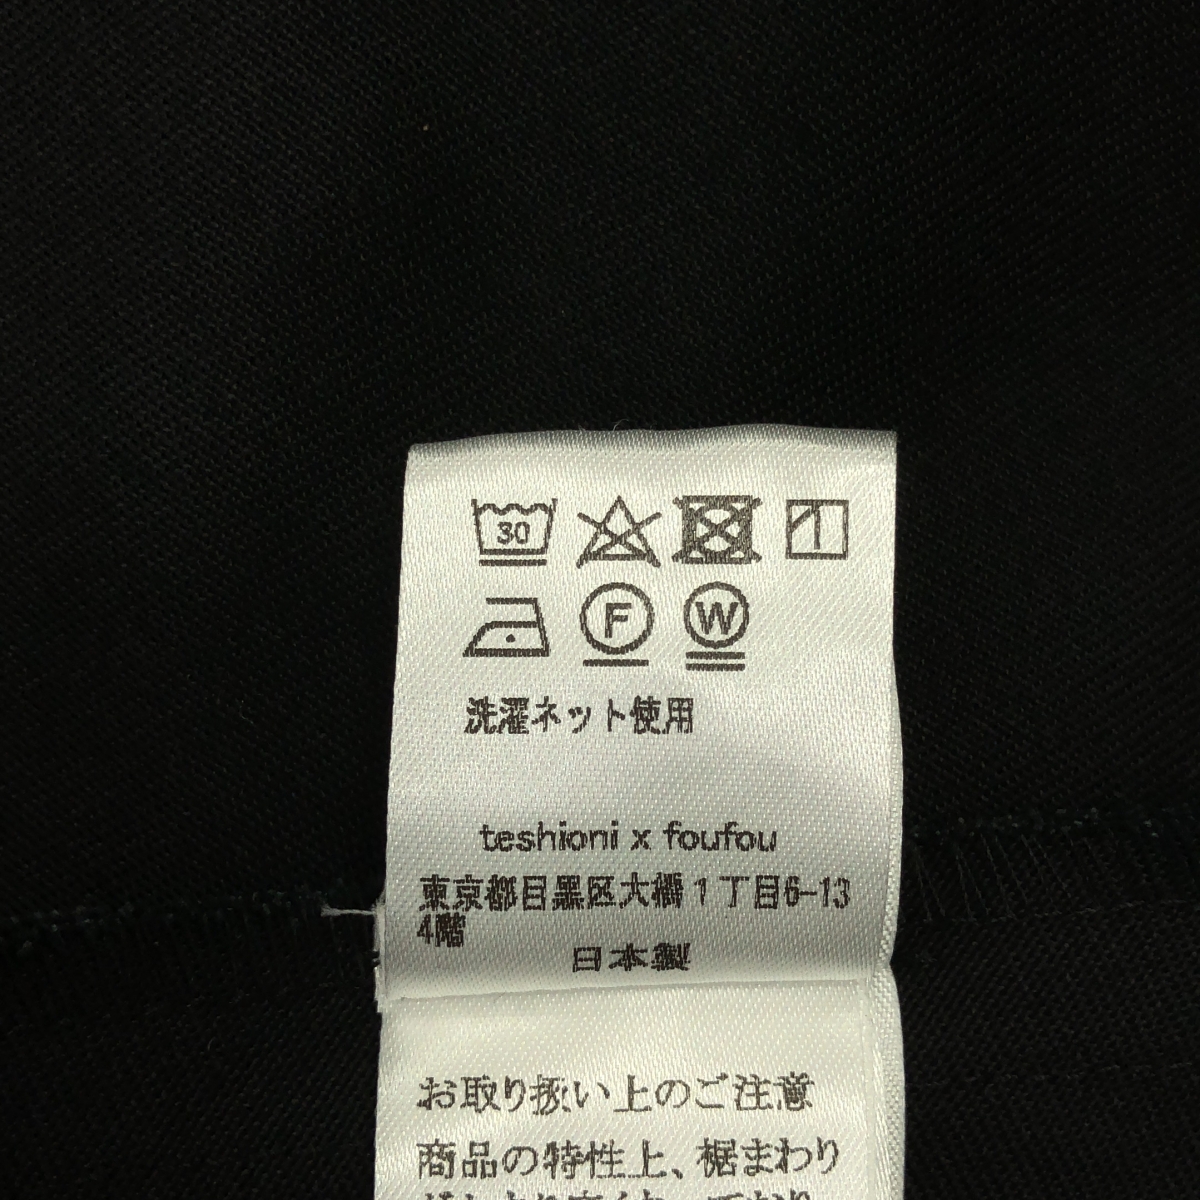 30
F W
洗濯ネット使用
teshioni x foufou
東京都目黒区大橋1丁目6-13
4階
日本製
お取り扱い上のご注意
商品の特性上、裾まわり